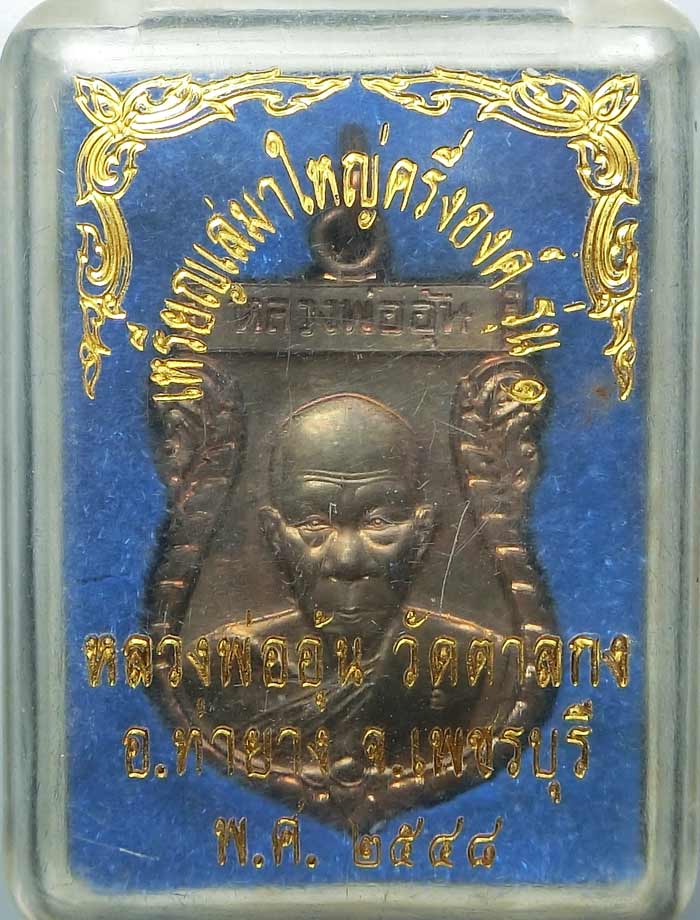 เหรียญเสมาใหญ่ครึ่งองค์ รุ่น ๑
หลวงพ่ออุ้น
หลวงพ่ออุ้น วัดตาลกง
อ.ท่ายาง จ.เพชรบุรี
พ.ศ. ๒๕๔๘